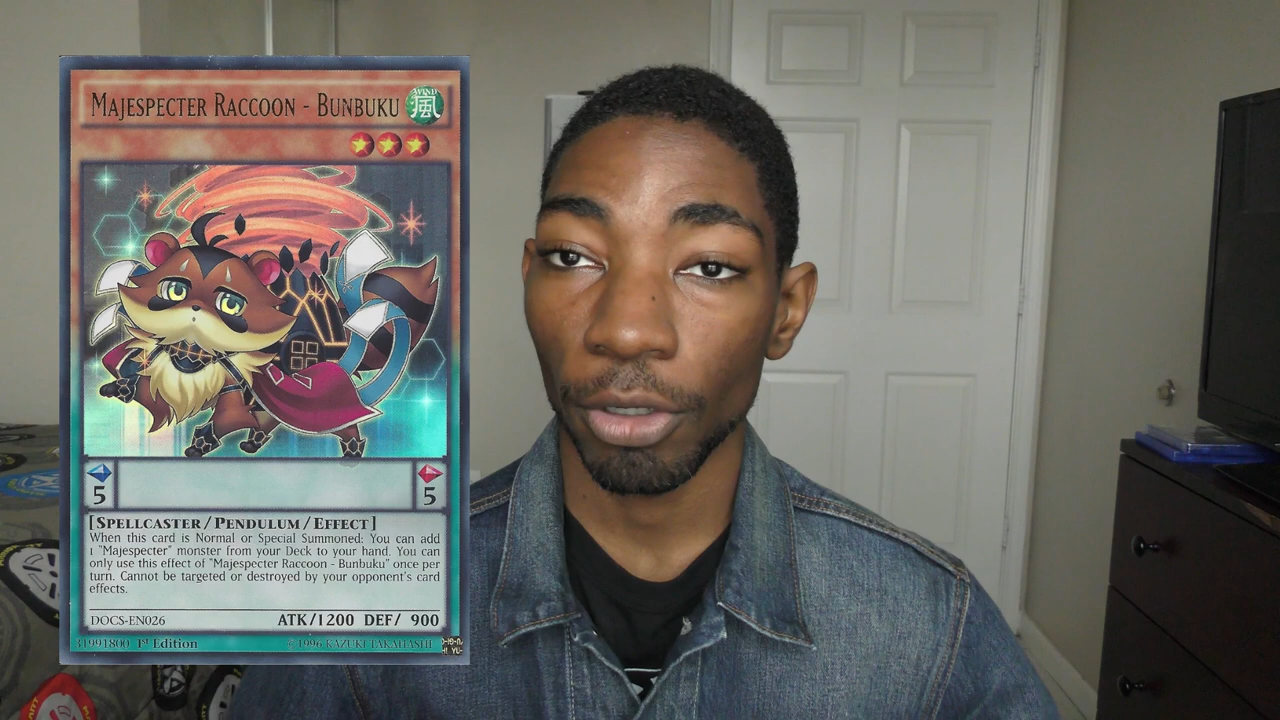 MAJESPECTER RACCOON - BUNBUKU
WIND
風
5
5
[SPELLCASTER/PENDULUM/EFFECT]
When this card is Normal or Special Summoned: You can add
1 "Majespecter" monster from your Deck to your hand. You can
only use this effect of "Majespecter Raccoon - Bunbuku" once per
turn. Cannot be targeted or destroyed by your opponent's card
effects.
DOCS-EN026 ATK/1200 DEF/ 900
31991800 1st Edition ©1996 KAZUKI TAKAHASHI